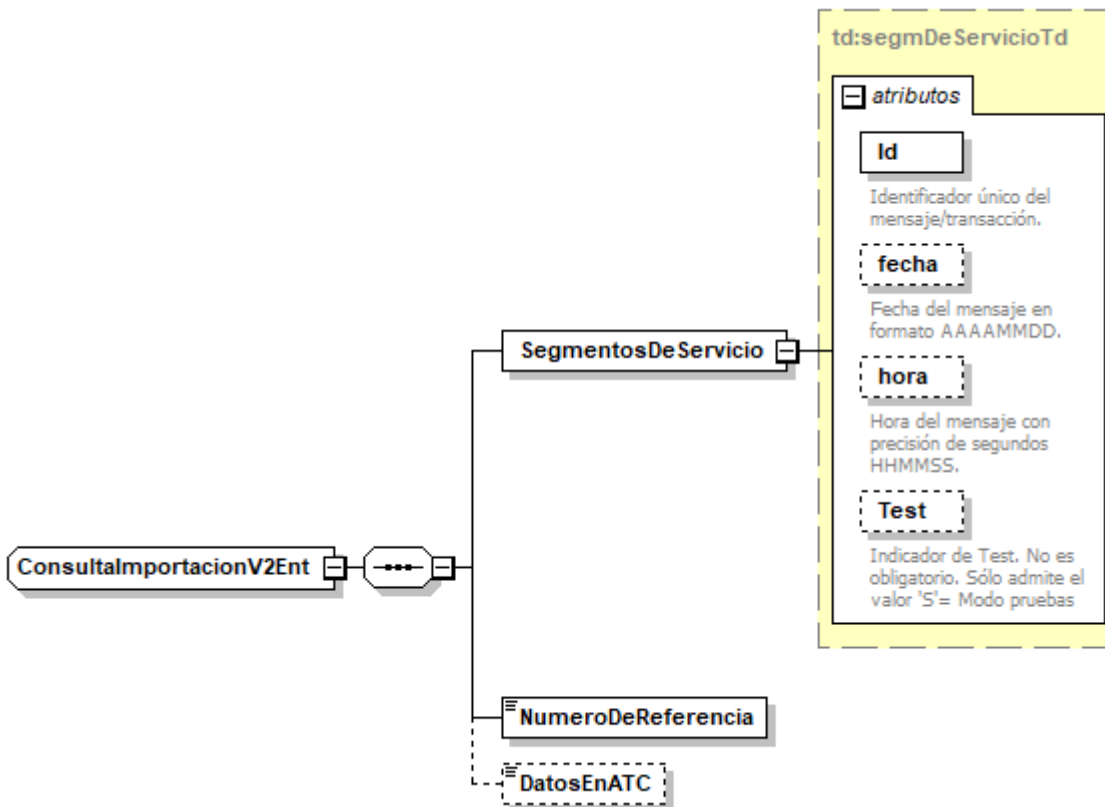 td:segmDeServicioTd
atributos
Id
Identificador único del
mensaje/transacción.
fecha
Fecha del mensaje en
formato AAAAMMDD.
SegmentosDeServicio
hora
Hora del mensaje con
precisión de segundos
HHMMSS.
Test
Indicador de Test. No es
obligatorio. Sólo admite el
valor 'S'= Modo pruebas
ConsultaImportacionV2Ent
NumeroDeReferencia
DatosEnATC